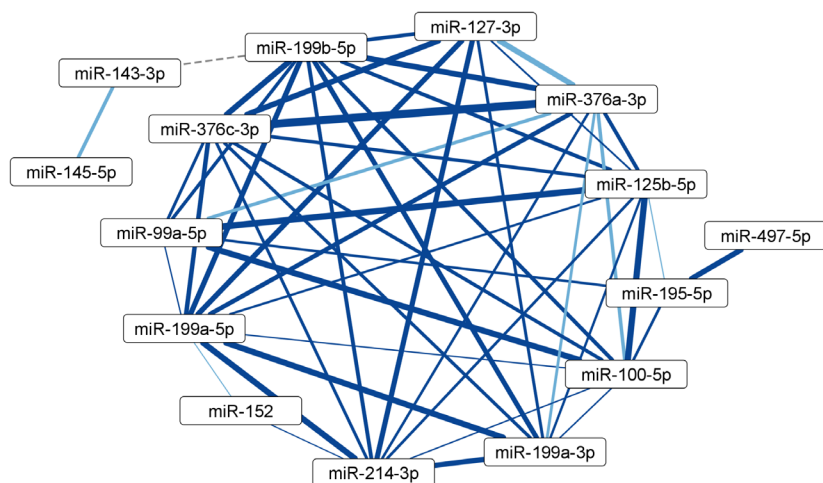 miR-127-3p
miR-199b-5p
miR-143-3p
miR-376a-3p
miR-376c-3p
miR-145-5p
miR-125b-5p
miR-99a-5p
miR-497-5p
miR-195-5p
miR-199a-5p
miR-100-5p
miR-152
miR-199a-3p
miR-214-3p